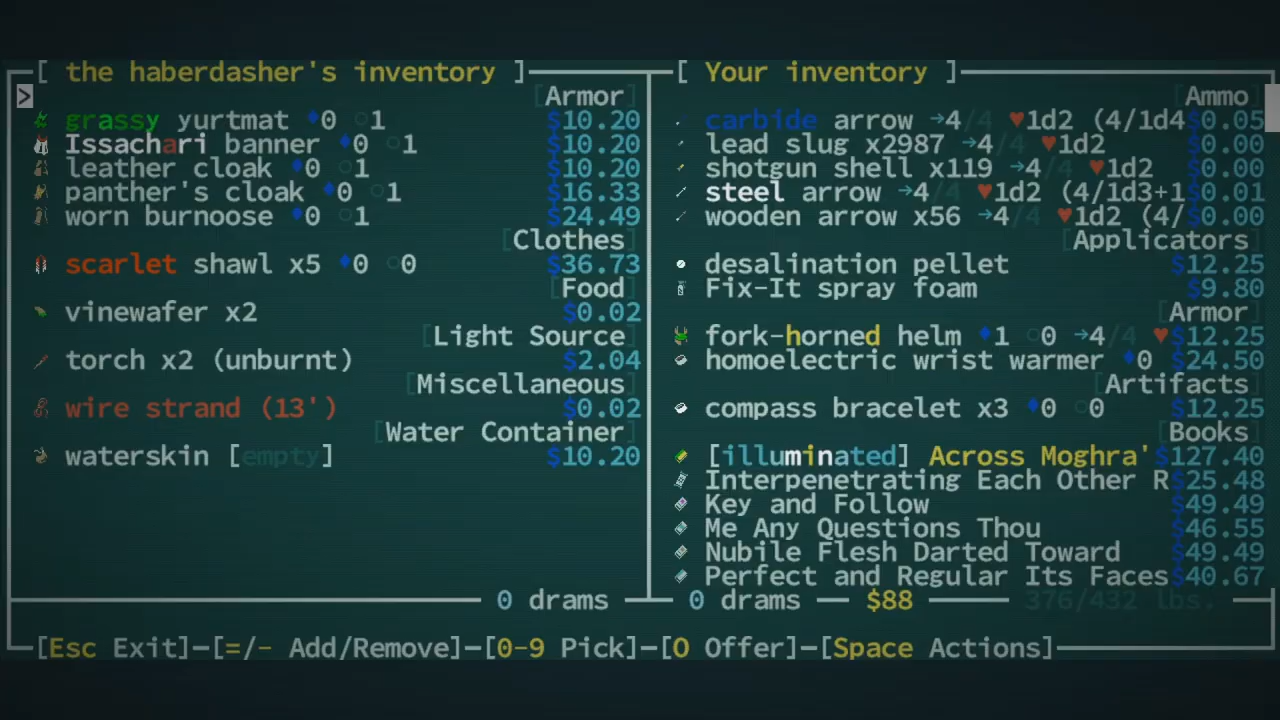 [ the haberdasher's inventory ]
>
[Armor]
grassy yurtmat ♦0 ○1 $10.20
Issachari banner ♦0 ○1 $10.20
leather cloak ♦0 ○1 $10.20
panther's cloak ♦0 ○1 $16.33
worn burnoose ♦0 ○1 $24.49
[Clothes]
scarlet shawl x5 ♦0 ○0 $36.73
[Food]
vinewafer x2 $0.02
[Light Source]
torch x2 (unburnt) $2.04
[Miscellaneous]
wire strand (13') $0.02
[Water Container]
waterskin [empty] $10.20
0 drams
[ Your inventory ]
[Ammo]
carbide arrow →4/4 ♥1d2 (4/1d4 $0.05
lead slug x2987 →4/4 ♥1d2 $0.00
shotgun shell x119 →4/4 ♥1d2 $0.00
steel arrow →4/4 ♥1d2 (4/1d3+1 $0.01
wooden arrow x56 →4/4 ♥1d2 (4/ $0.00
[Applicators]
desalination pellet $12.25
Fix-It spray foam $9.80
[Armor]
fork-horned helm ♦1 ○0 →4/4 ♥ $12.25
homoelectric wrist warmer ♦0 $24.50
[Artifacts]
compass bracelet x3 ♦0 ○0 $12.25
[Books]
[illuminated] Across Moghra' $127.40
Interpenetrating Each Other R $25.48
Key and Follow $49.49
Me Any Questions Thou $46.55
Nubile Flesh Darted Toward $49.49
Perfect and Regular Its Faces $40.67
0 drams $88 376/432 lbs.
[Esc Exit]-[=/- Add/Remove]-[0-9 Pick]-[O Offer]-[Space Actions]